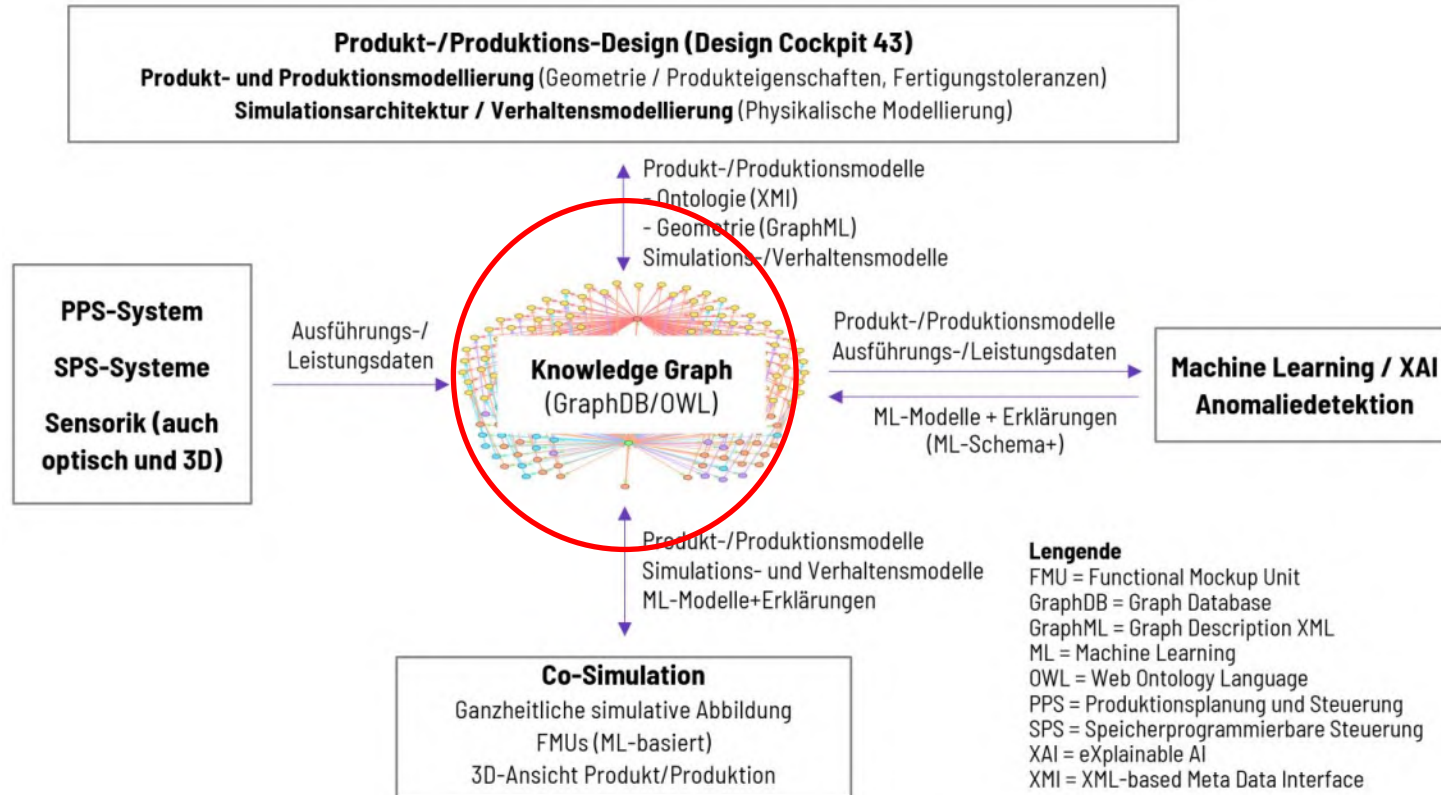 Produkt-/Produktions-Design (Design Cockpit 43)
Produkt- und Produktionsmodellierung (Geometrie / Produkteigenschaften, Fertigungstoleranzen)
Simulationsarchitektur / Verhaltensmodellierung (Physikalische Modellierung)
Produkt-/Produktionsmodelle
- Ontologie (XMI)
- Geometrie (GraphML)
Simulations-/Verhaltensmodelle
PPS-System
SPS-Systeme
Sensorik (auch
optisch und 3D)
Ausführungs-/
Leistungsdaten
Knowledge Graph
(GraphDB/OWL)
Produkt-/Produktionsmodelle
Ausführungs-/Leistungsdaten
ML-Modelle + Erklärungen
(ML-Schema+)
Machine Learning / XAI
Anomaliedetektion
Produkt-/Produktionsmodelle
Simulations- und Verhaltensmodelle
ML-Modelle+Erklärungen
Co-Simulation
Ganzheitliche simulative Abbildung
FMUs (ML-basiert)
3D-Ansicht Produkt/Produktion
Lengende
FMU = Functional Mockup Unit
GraphDB = Graph Database
GraphML = Graph Description XML
ML = Machine Learning
OWL = Web Ontology Language
PPS = Produktionsplanung und Steuerung
SPS = Speicherprogrammierbare Steuerung
XAI = eXplainable AI
XMI = XML-based Meta Data Interface